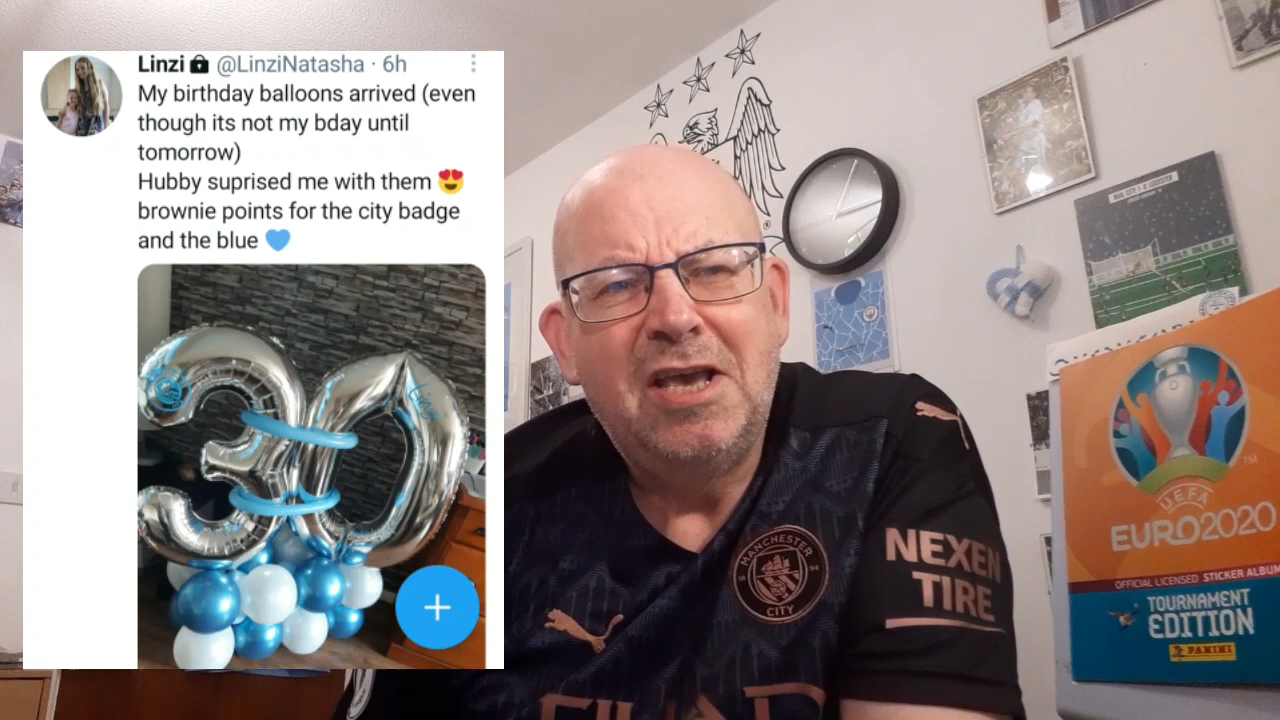 Linzi @LinziNatasha · 6h
My birthday balloons arrived (even
though its not my bday until
tomorrow)
Hubby suprised me with them 😍
brownie points for the city badge
and the blue 💙
MANCHESTER
CITY
NEXEN
TIRE
UEFA
EURO2020
TM
OFFICIAL LICENSED STICKER ALBUM
TOURNAMENT
EDITION
PANINI